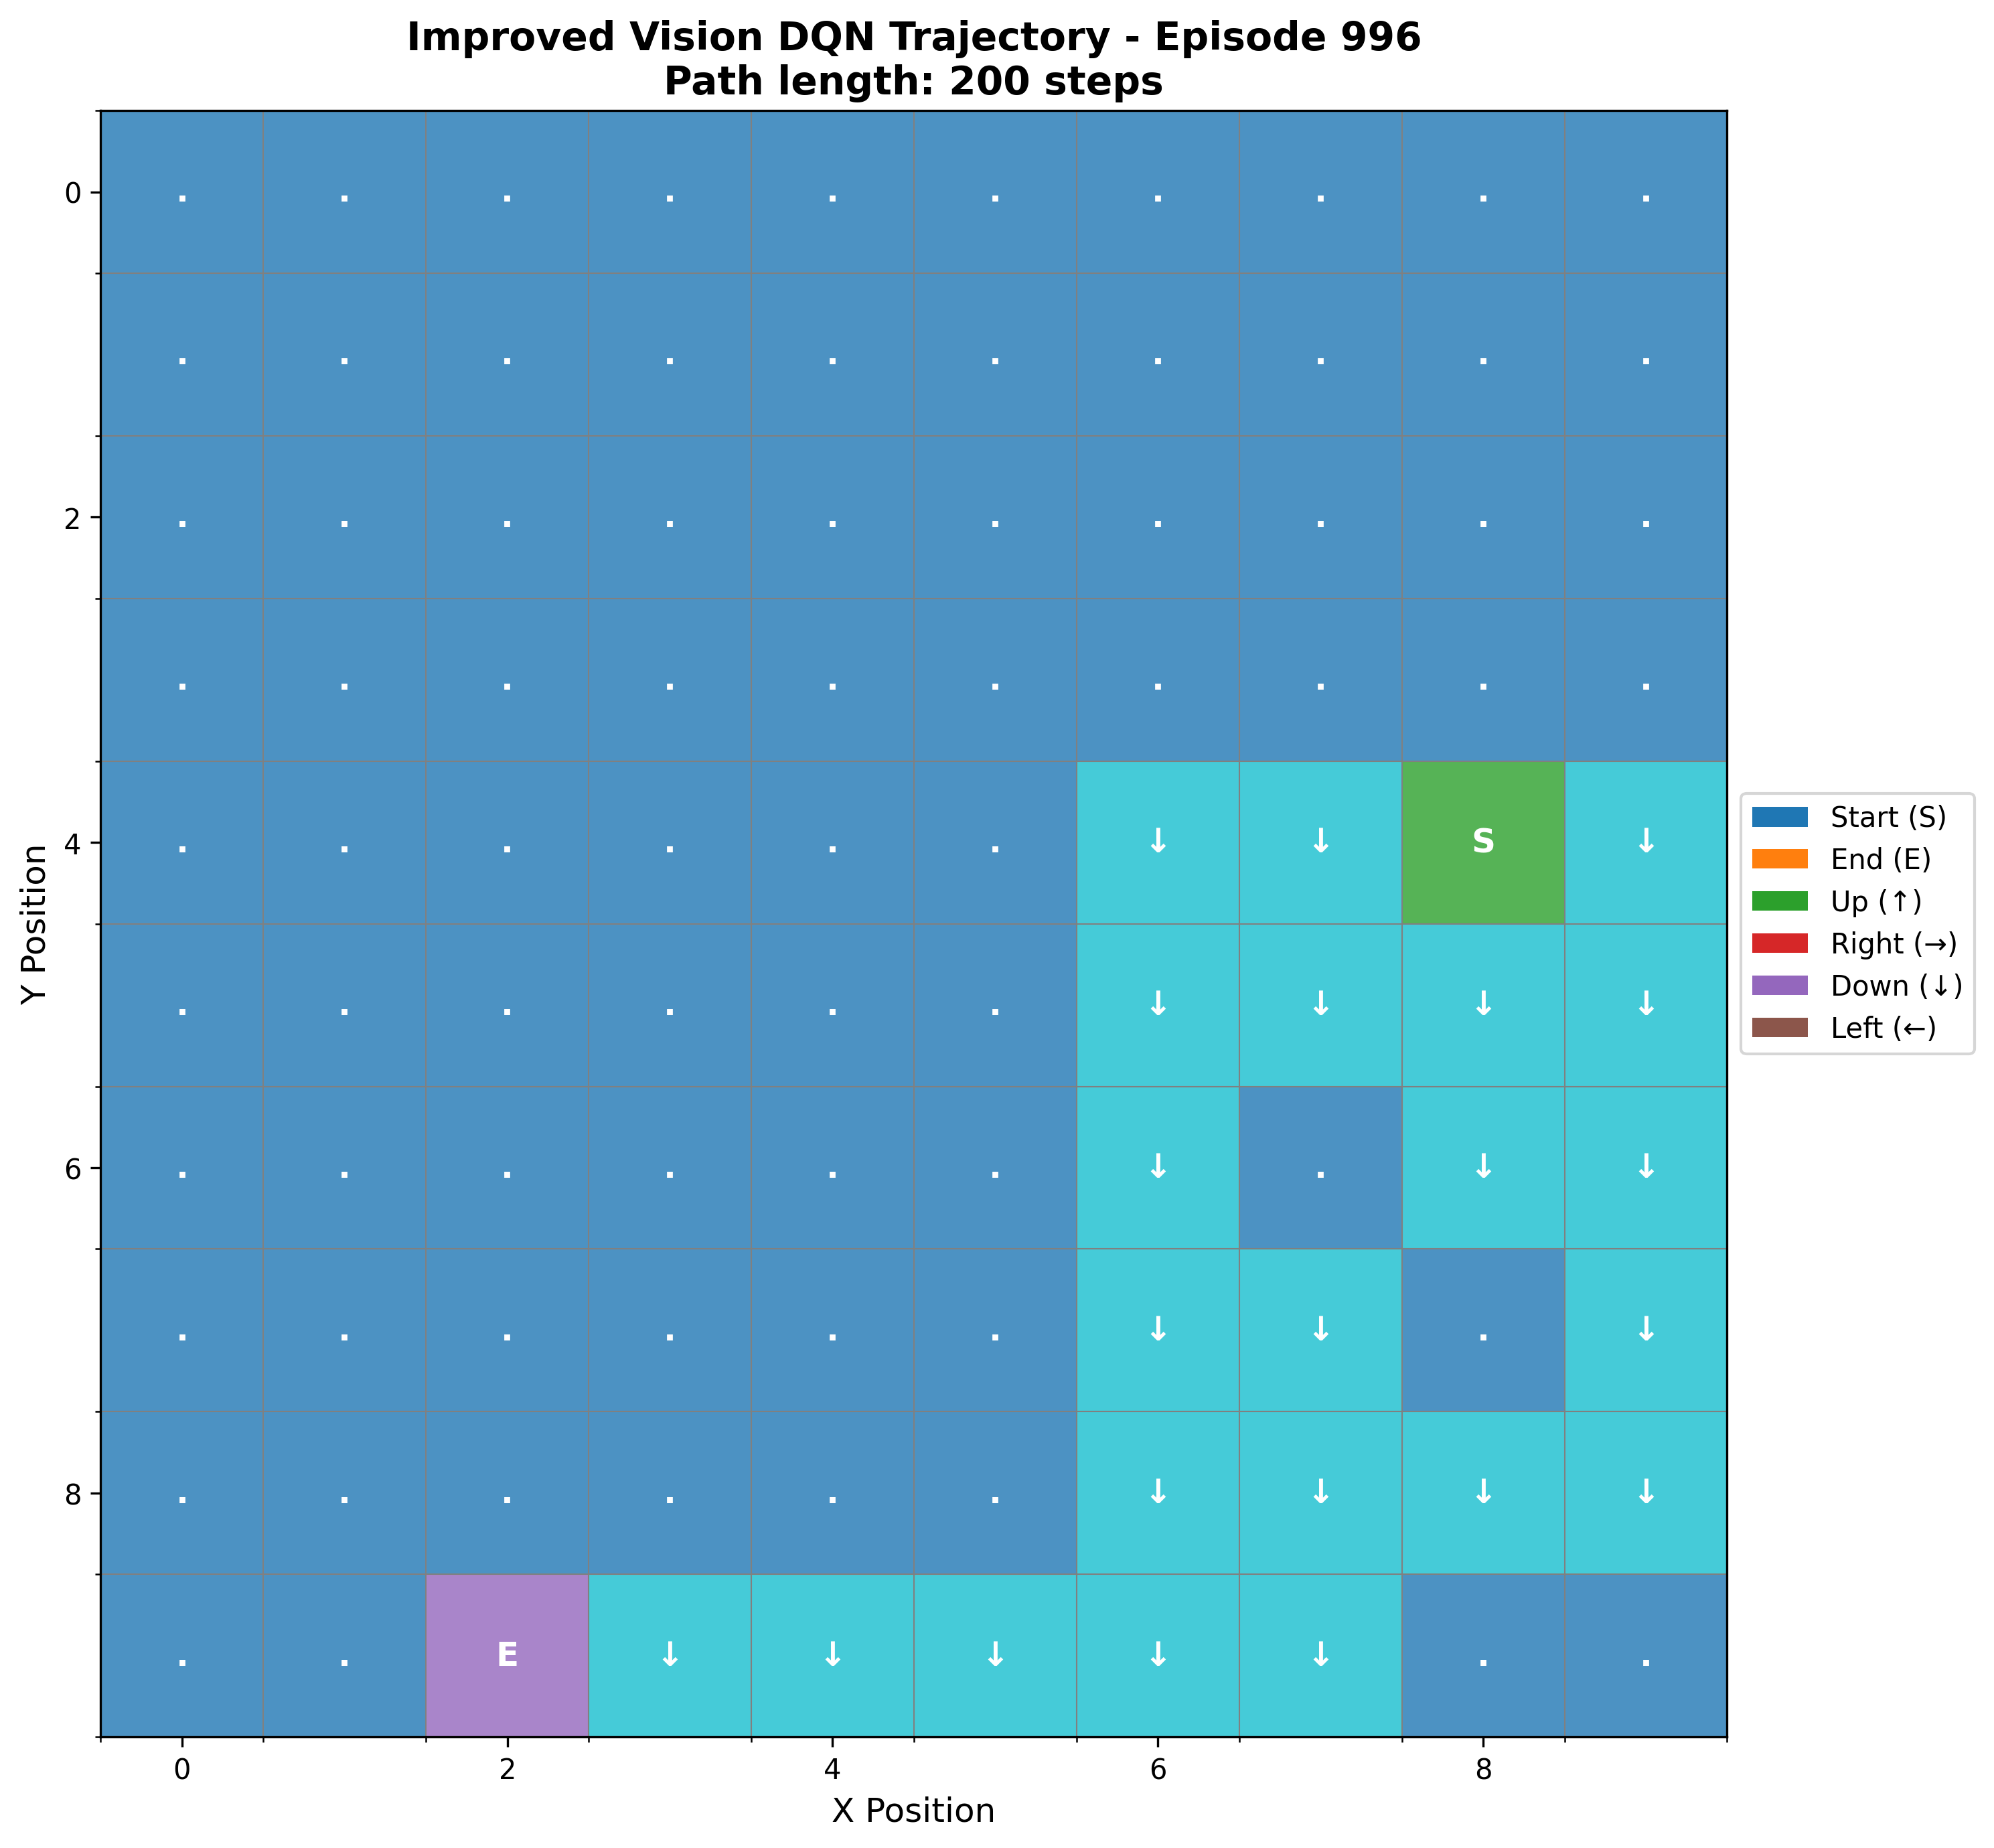 Improved Vision DQN Trajectory - Episode 996
Path length: 200 steps
0 . . . . . . . . . .
. . . . . . . . . .
2 . . . . . . . . . .
. . . . . . . . . .
4 . . . . . . ↓ ↓ S ↓
. . . . . . ↓ ↓ ↓ ↓
6 . . . . . . ↓ . ↓ ↓
. . . . . . ↓ ↓ . ↓
8 . . . . . . ↓ ↓ ↓ ↓
. . E ↓ ↓ ↓ ↓ ↓ . .
0 2 4 6 8
X Position
Y Position
Start (S)
End (E)
Up (↑)
Right (→)
Down (↓)
Left (←)